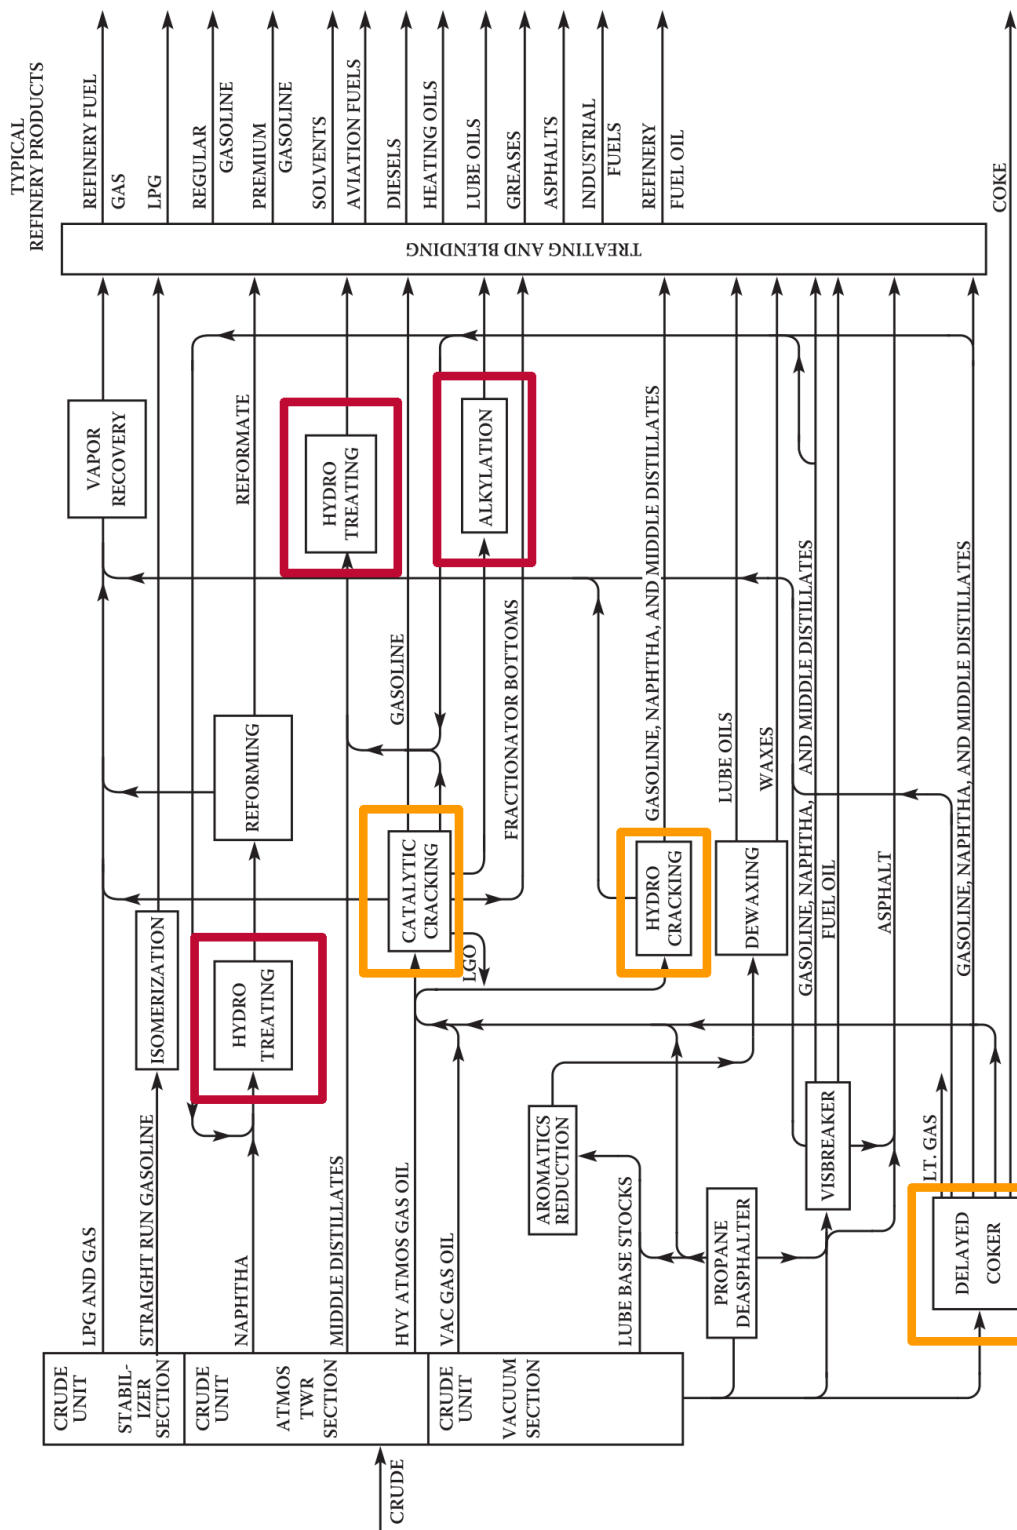 TYPICAL
REFINERY PRODUCTS
REFINERY FUEL
GAS
LPG
REGULAR
GASOLINE
PREMIUM
GASOLINE
SOLVENTS
AVIATION FUELS
DIESELS
HEATING OILS
LUBE OILS
GREASES
ASPHALTS
INDUSTRIAL
FUELS
REFINERY
FUEL OIL
COKE
TREATING AND BLENDING
VAPOR
RECOVERY
REFORMATE
HYDRO
TREATING
ALKYLATION
GASOLINE, NAPHTHA, AND MIDDLE DISTILLATES
REFORMING
GASOLINE
FRACTIONATOR BOTTOMS
LUBE OILS
WAXES
GASOLINE, NAPHTHA,
AND MIDDLE DISTILLATES
FUEL OIL
ASPHALT
GASOLINE, NAPHTHA, AND MIDDLE DISTILLATES
ISOMERIZATION
HYDRO
TREATING
CATALYTIC
CRACKING
LGO
HYDRO
CRACKING
DEWAXING
AROMATICS
REDUCTION
PROPANE
DEASPHALTER
VISBREAKER
LT. GAS
DELAYED
COKER
LPG AND GAS
STRAIGHT RUN GASOLINE
NAPHTHA
MIDDLE DISTILLATES
HVY ATMOS GAS OIL
VAC GAS OIL
LUBE BASE STOCKS
CRUDE
UNIT
STABIL-
IZER
SECTION
CRUDE
UNIT
ATMOS
TWR
SECTION
CRUDE
UNIT
VACUUM
SECTION
CRUDE